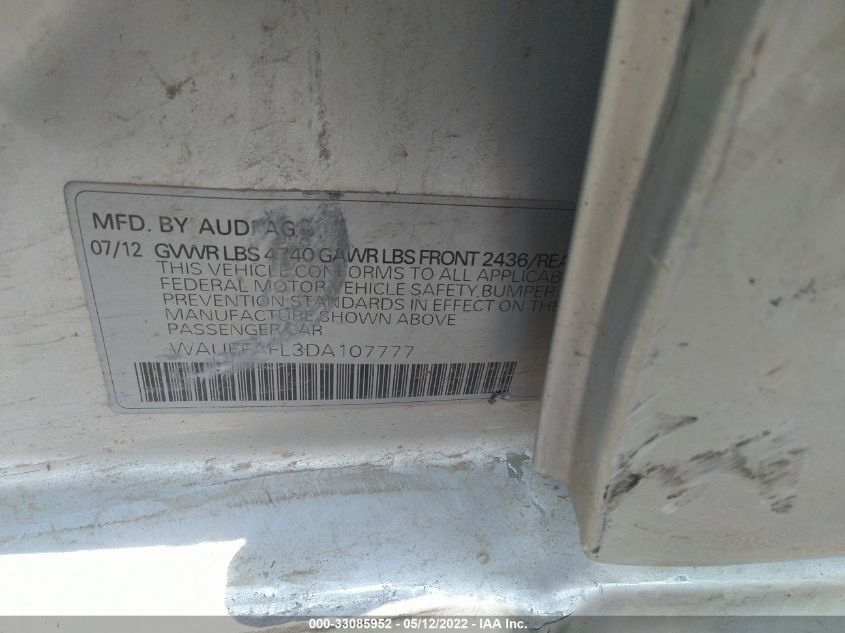 MFD. BY AUDI AG
07/12 GVWR LBS 4740 GAWR LBS FRONT 2436/REA
THIS VEHICLE CONFORMS TO ALL APPLICAB
FEDERAL MOTOR VEHICLE SAFETY, BUMPER
PREVENTION STANDARDS IN EFFECT ON THE
MANUFACTURE SHOWN ABOVE
PASSENGER CAR
000-33085952 - 05/12/2022 - IAA Inc.